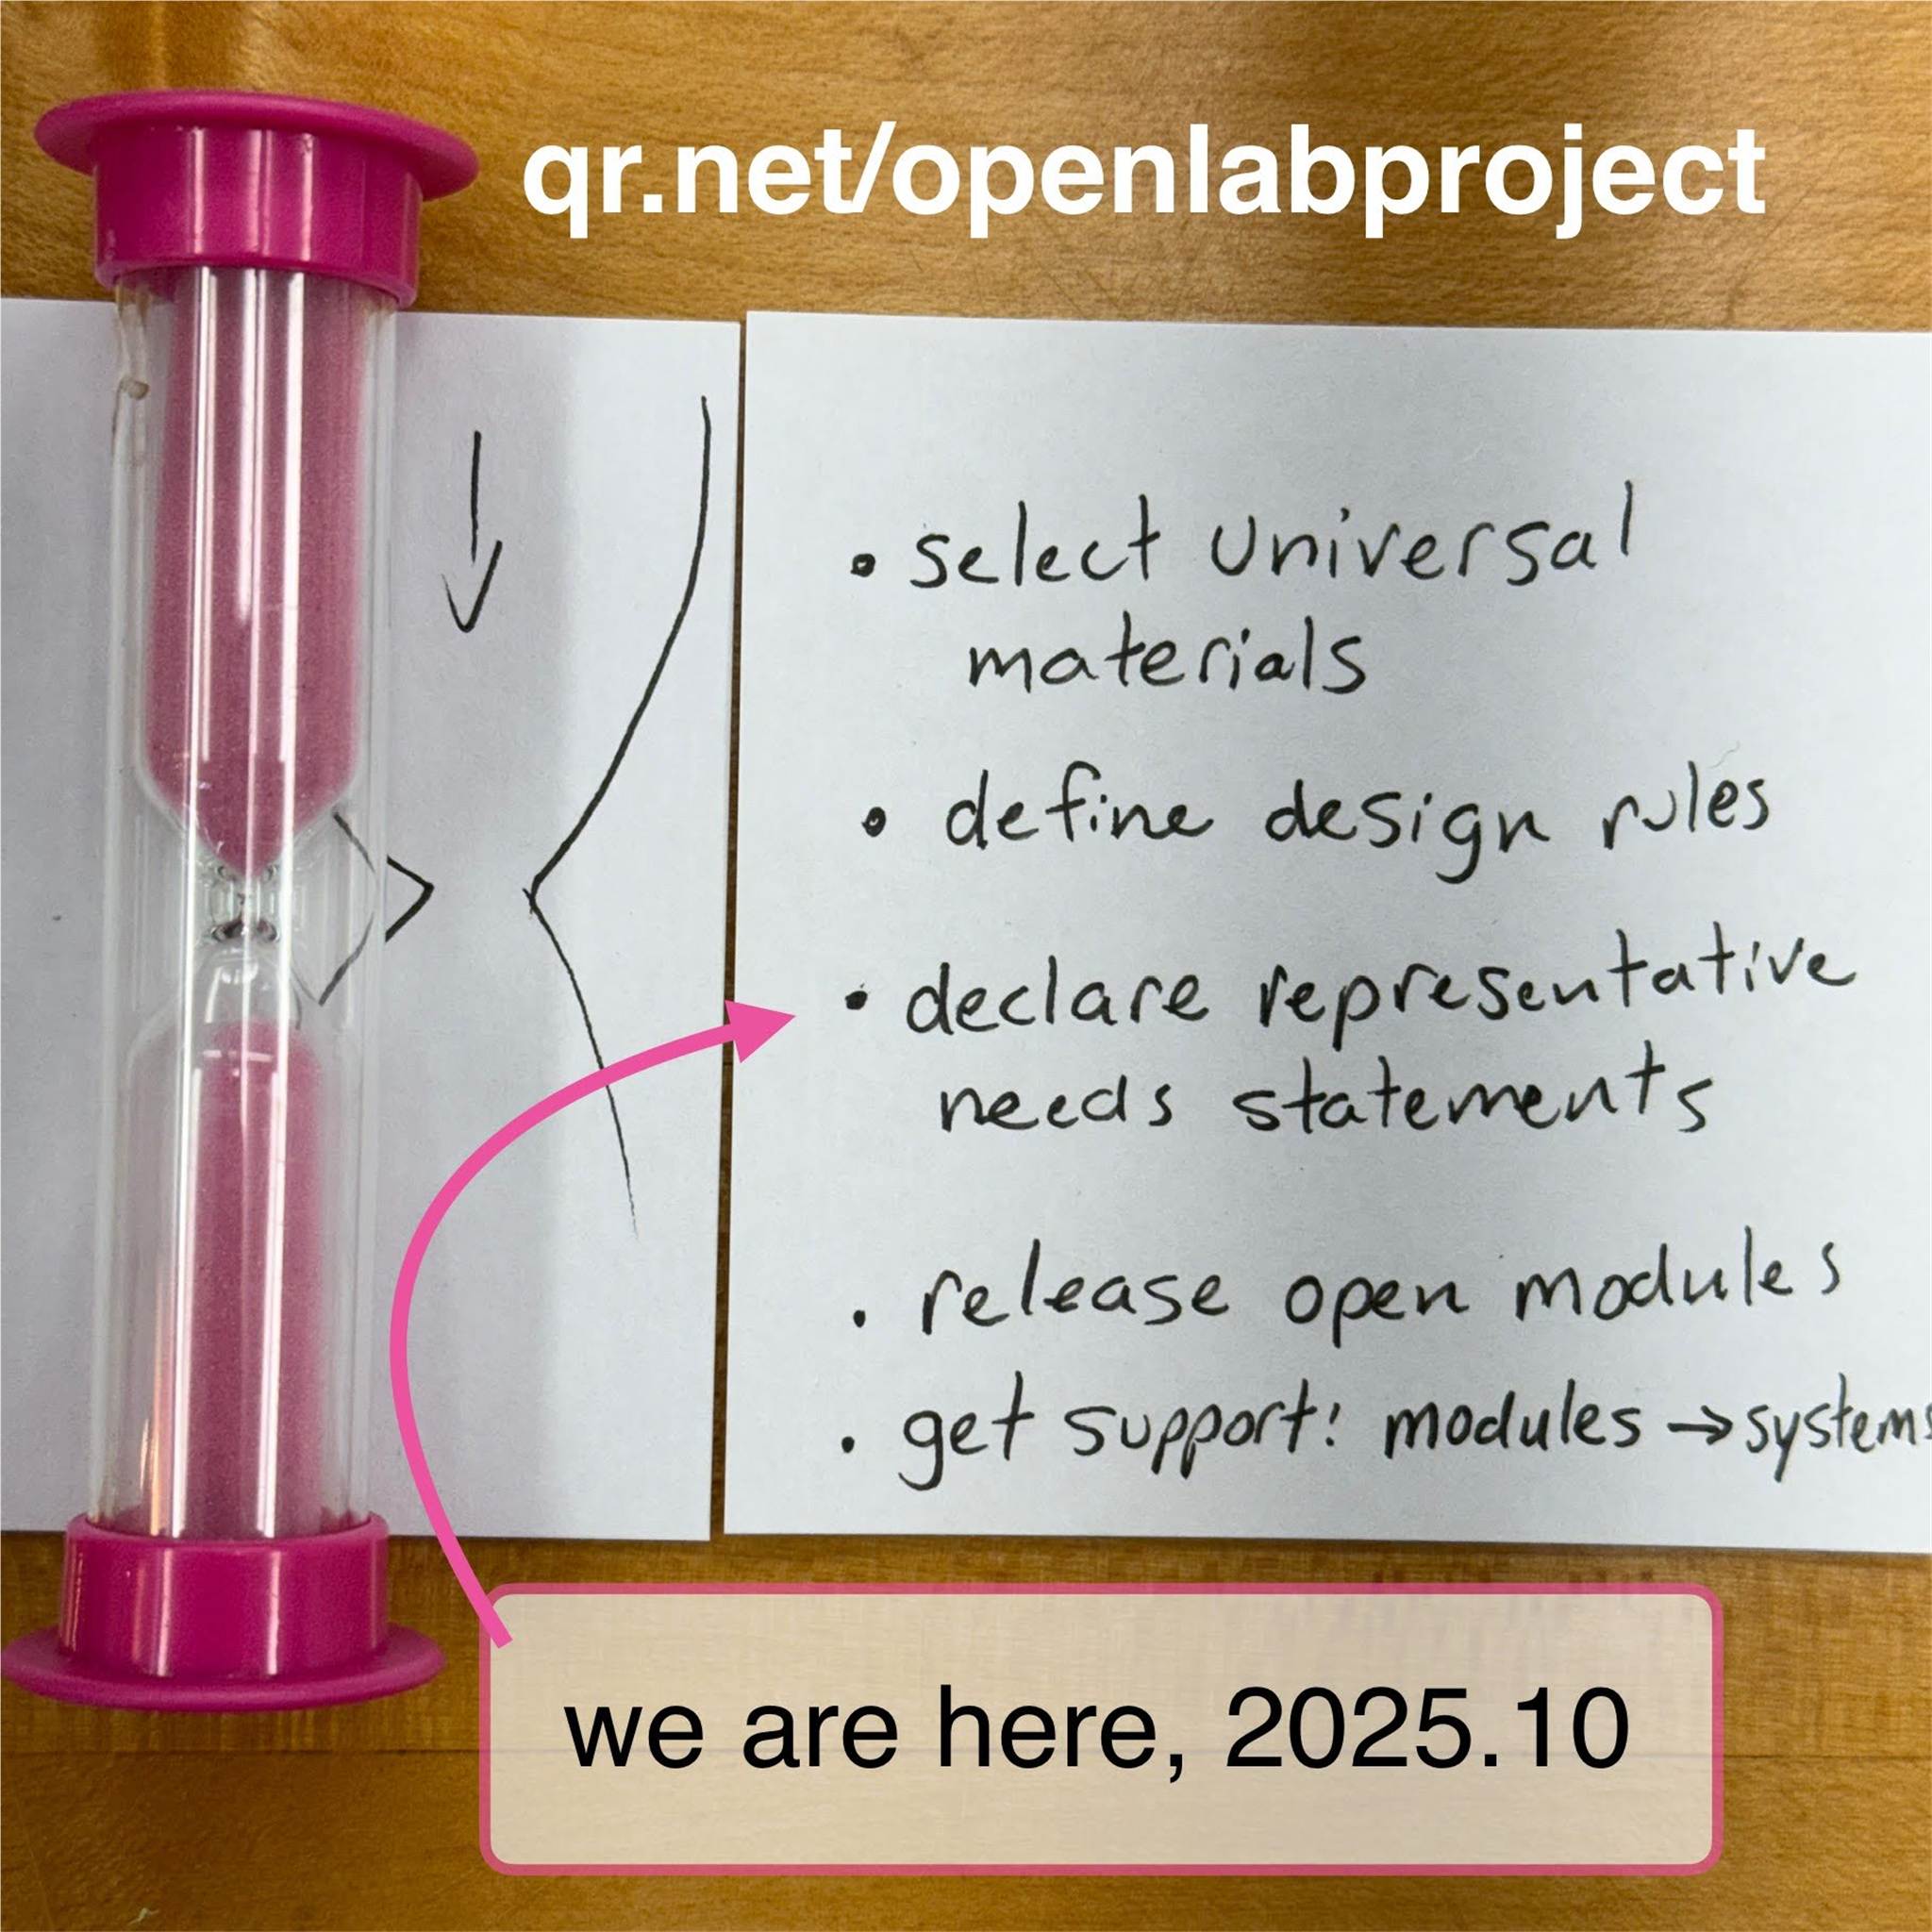 qr.net/openlabproject
• select universal
materials
• define design rules
• declare representative
needs statements
• release open modules
• get support: modules → systems
we are here, 2025.10